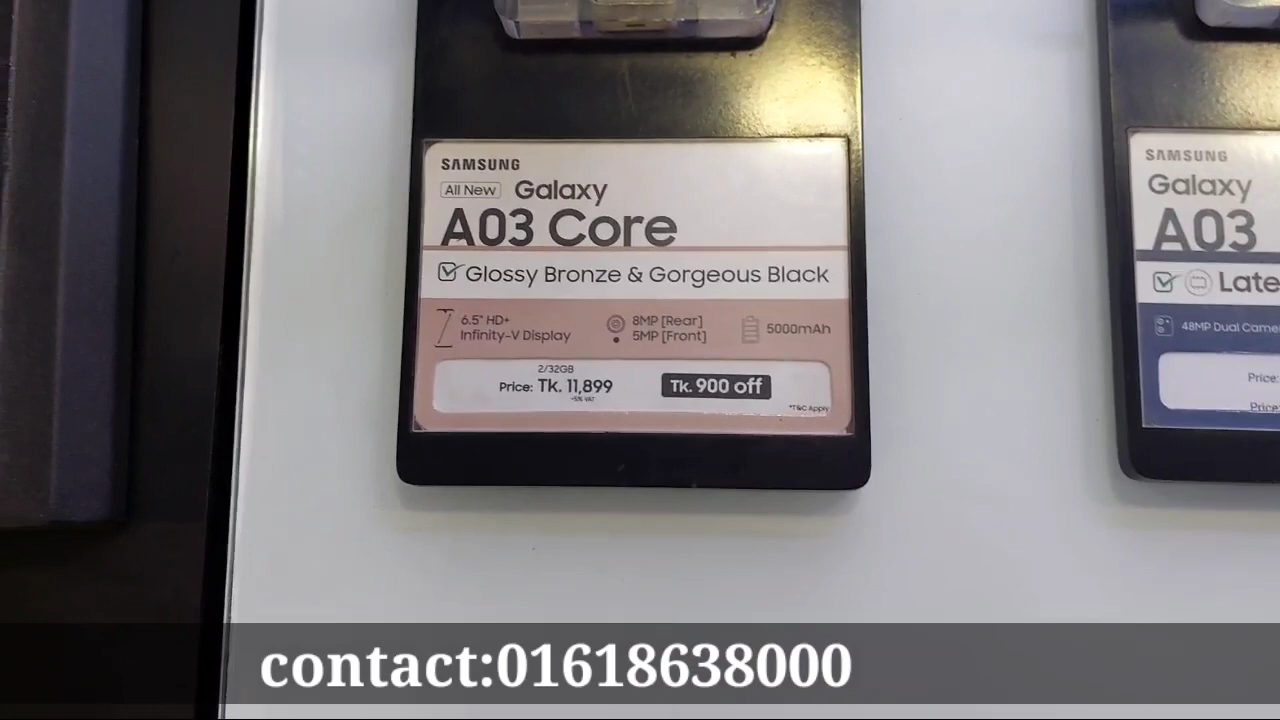 SAMSUNG
All New Galaxy
A03 Core
Glossy Bronze & Gorgeous Black
6.5" HD+
Infinity-V Display
8MP [Rear]
5MP [Front]
5000mAh
2/32GB
Price: Tk. 11,899
+5% VAT
Tk. 900 off
*T&C Apply
SAMSUNG
Galaxy
A03
Late
48MP Dual Came
Price:
Price:
contact:01618638000